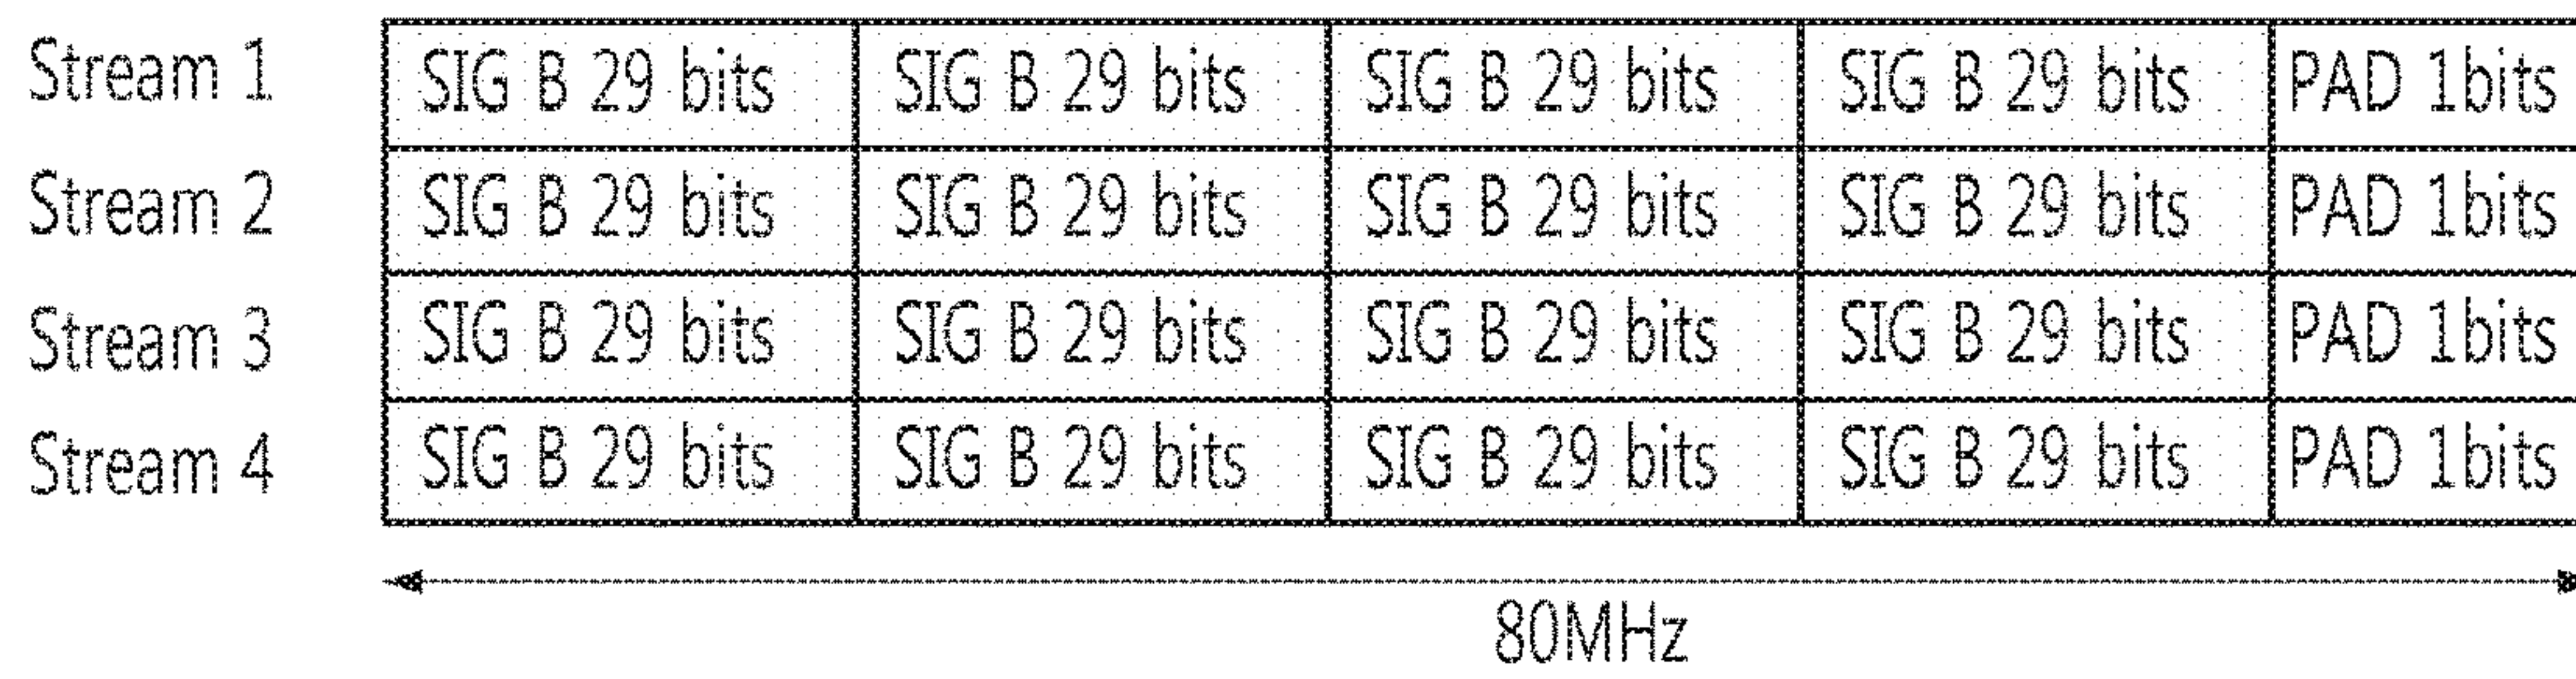 Stream 1 SIG B 29 bits SIG B 29 bits SIG B 29 bits SIG B 29 bits PAD 1bits
Stream 2 SIG B 29 bits SIG B 29 bits SIG B 29 bits SIG B 29 bits PAD 1bits
Stream 3 SIG B 29 bits SIG B 29 bits SIG B 29 bits SIG B 29 bits PAD 1bits
Stream 4 SIG B 29 bits SIG B 29 bits SIG B 29 bits SIG B 29 bits PAD 1bits
80MHz